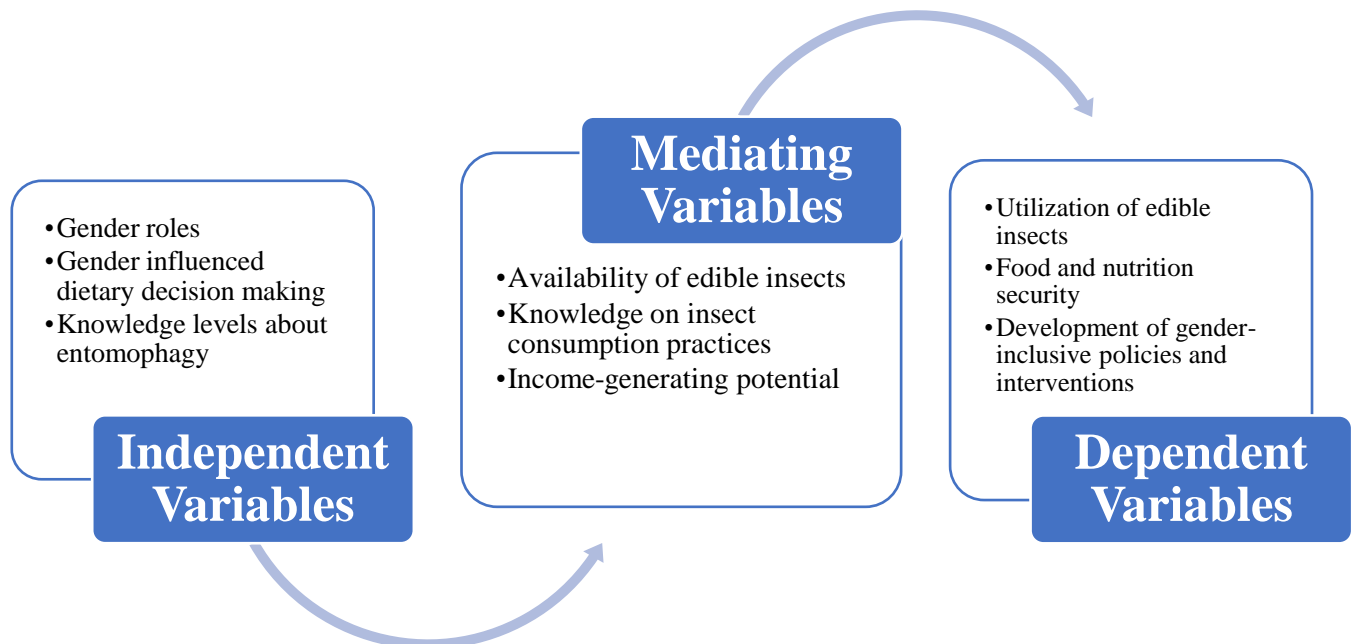 •Gender roles
•Gender influenced
dietary decision making
•Knowledge levels about
entomophagy
Independent
Variables
Mediating
Variables
•Availability of edible insects
•Knowledge on insect
consumption practices
•Income-generating potential
•Utilization of edible
insects
•Food and nutrition
security
•Development of gender-
inclusive policies and
interventions
Dependent
Variables